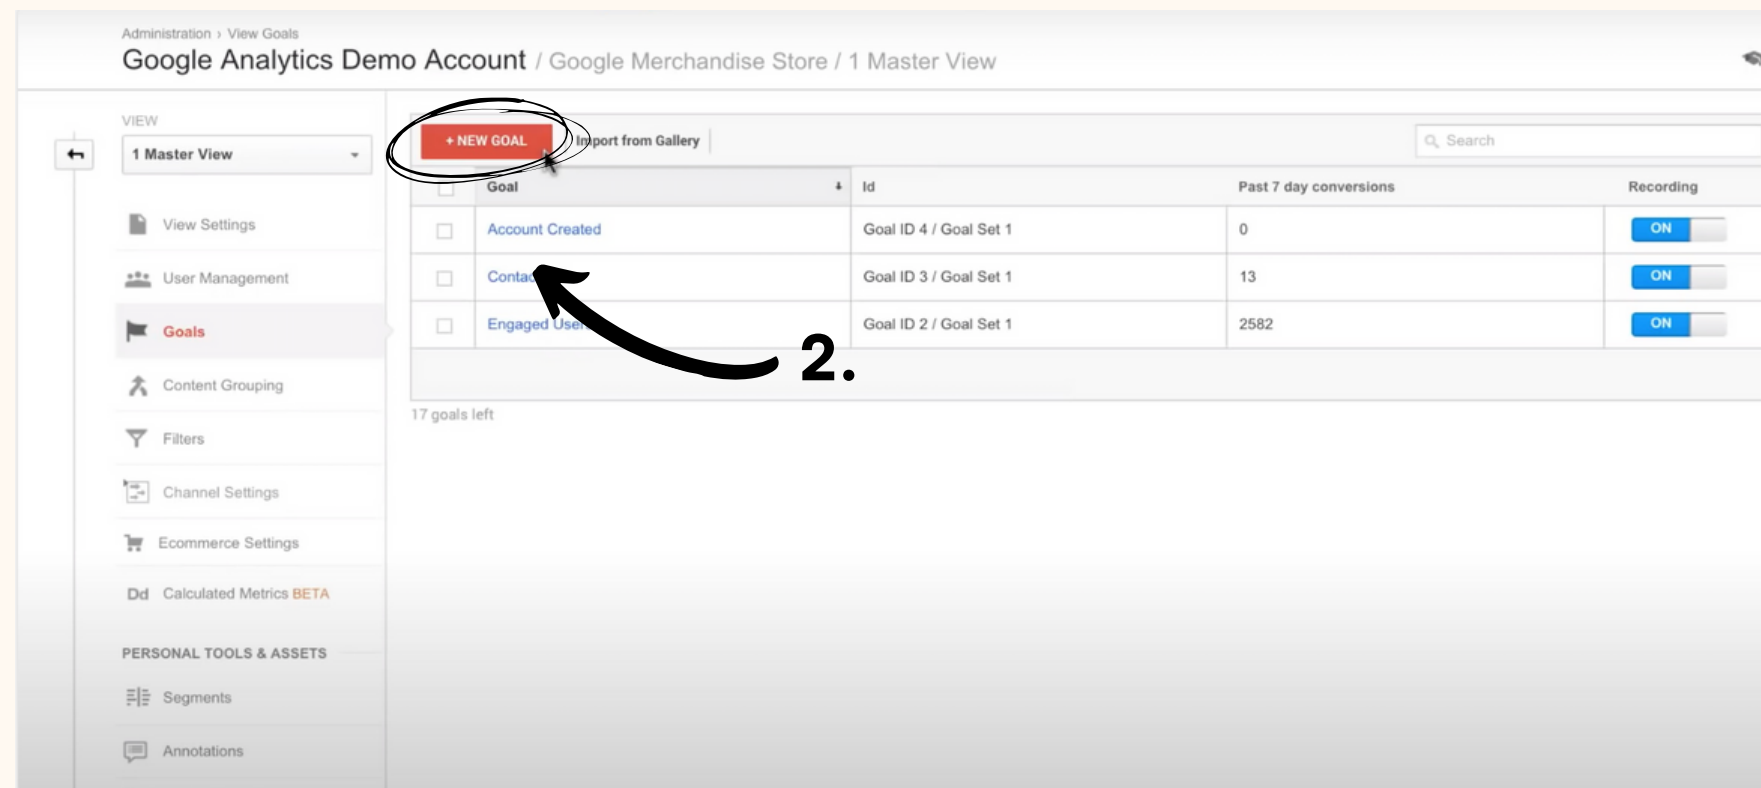 Administration › View Goals
Google Analytics Demo Account / Google Merchandise Store / 1 Master View
VIEW
1 Master View
View Settings
User Management
Goals
Content Grouping
Filters
Channel Settings
Ecommerce Settings
Dd Calculated Metrics BETA
PERSONAL TOOLS & ASSETS
Segments
Annotations
+ NEW GOAL Import from Gallery Search
Goal Id Past 7 day conversions Recording
Account Created Goal ID 4 / Goal Set 1 0 ON
Goal ID 3 / Goal Set 1 13 ON
Engaged Goal ID 2 / Goal Set 1 2582 ON
2.
17 goals left